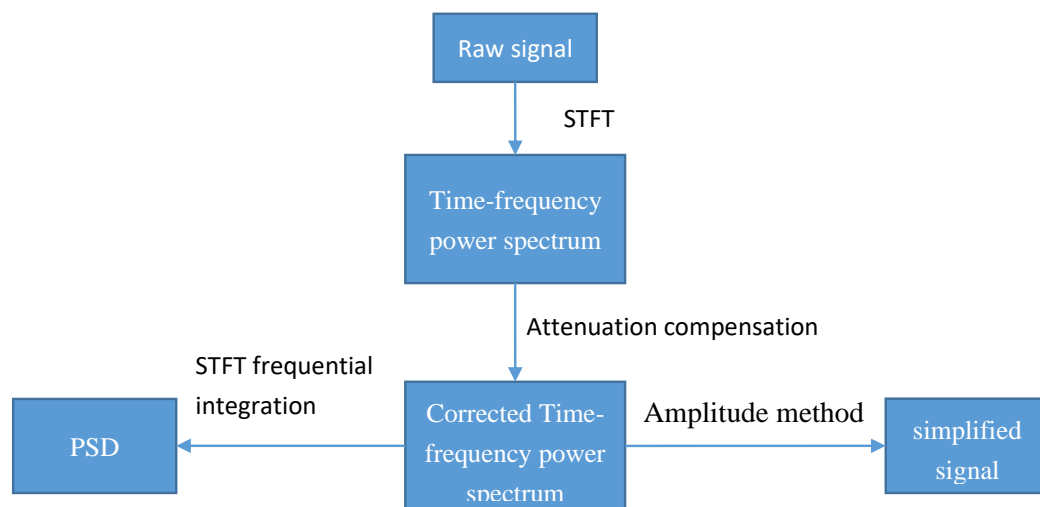 Raw signal
STFT
Time-frequency
power spectrum
Attenuation compensation
STFT frequential
integration
PSD
Corrected Time-
frequency power
spectrum
Amplitude method
simplified
signal